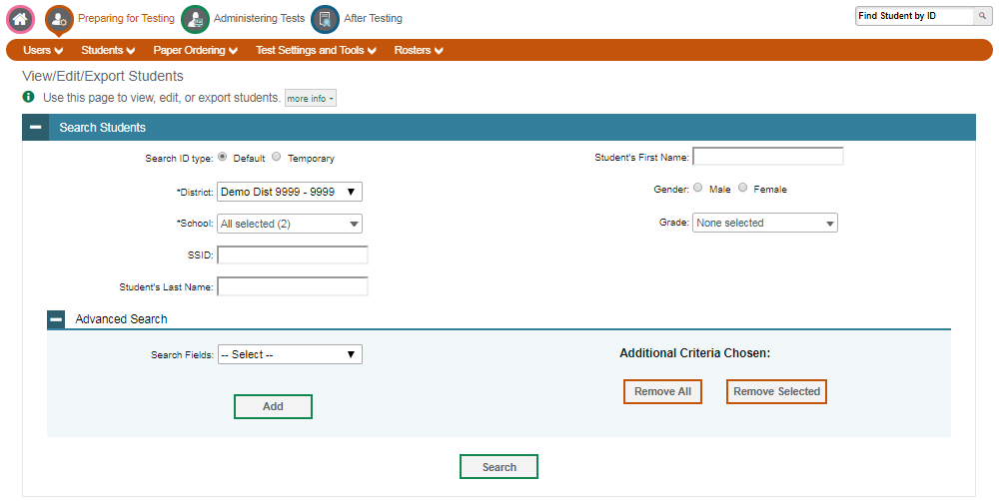 Preparing for Testing Administering Tests After Testing Find Student by ID
Users Students Paper Ordering Test Settings and Tools Rosters
View/Edit/Export Students
Use this page to view, edit, or export students. more info
Search Students
Search ID type: Default Temporary
Student's First Name:
*District: Demo Dist 9999 - 9999
Gender: Male Female
*School: All selected (2)
Grade: None selected
SSID:
Student's Last Name:
Advanced Search
Search Fields: -- Select --
Additional Criteria Chosen:
Remove All Remove Selected
Add
Search